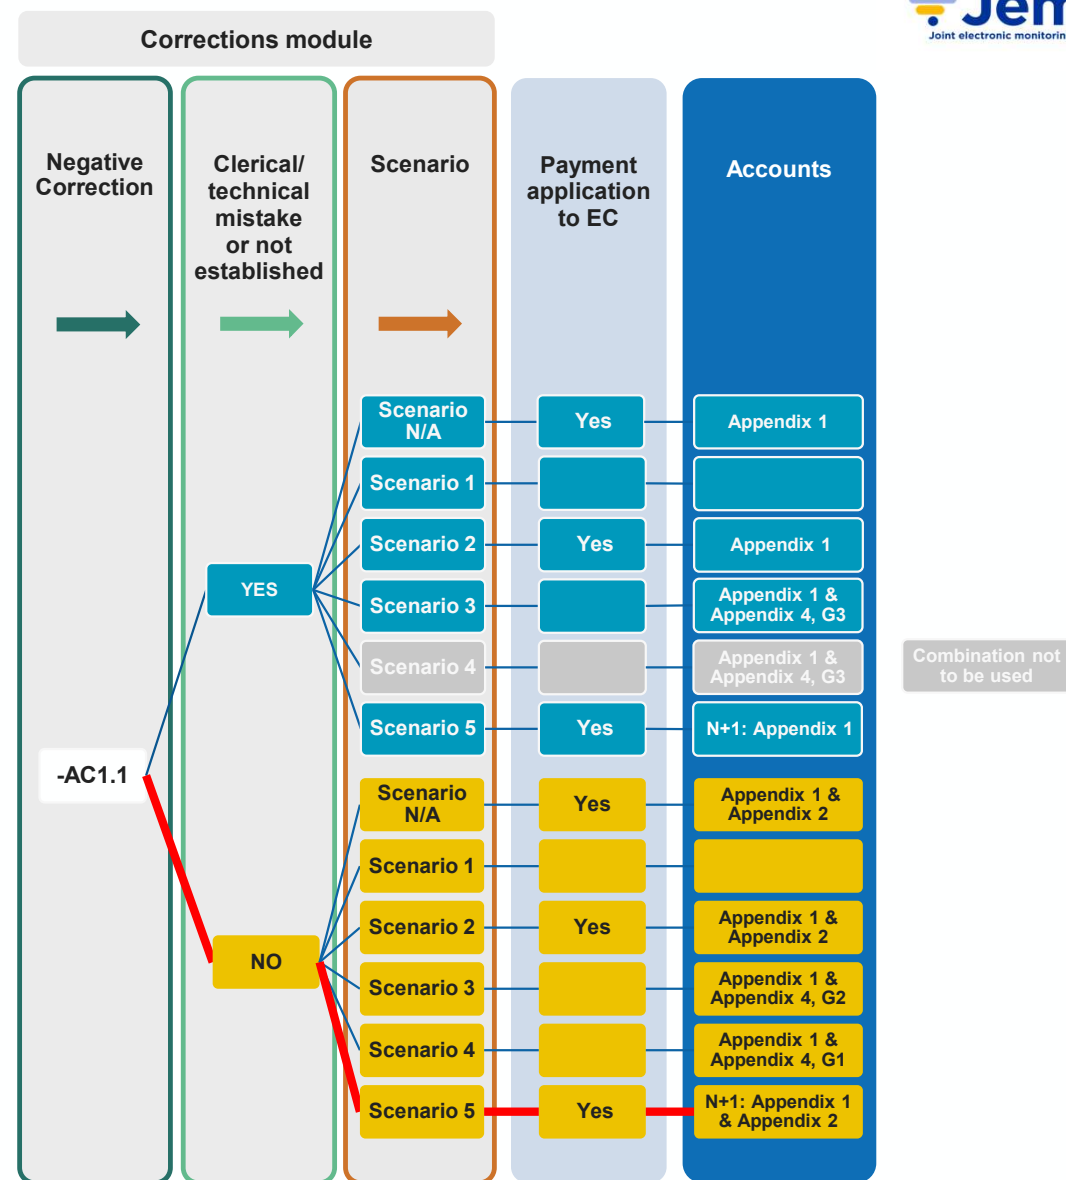 Jem
Joint electronic monitorin
Corrections module
Negative
Correction
Clerical/
technical
mistake
or not
established
Scenario
Payment
application
to EC
Accounts
Scenario
N/A
Yes
Appendix 1
Scenario 1
Scenario 2
Yes
Appendix 1
YES
Scenario 3
Appendix 1 &
Appendix 4, G3
Scenario 4
Appendix 1 &
Appendix 4, G3
Combination not
to be used
Scenario 5
Yes
N+1: Appendix 1
-AC1.1
Scenario
N/A
Yes
Appendix 1 &
Appendix 2
Scenario 1
Scenario 2
Yes
Appendix 1 &
Appendix 2
NO
Scenario 3
Appendix 1 &
Appendix 4, G2
Scenario 4
Appendix 1 &
Appendix 4, G1
Scenario 5
Yes
N+1: Appendix 1
& Appendix 2